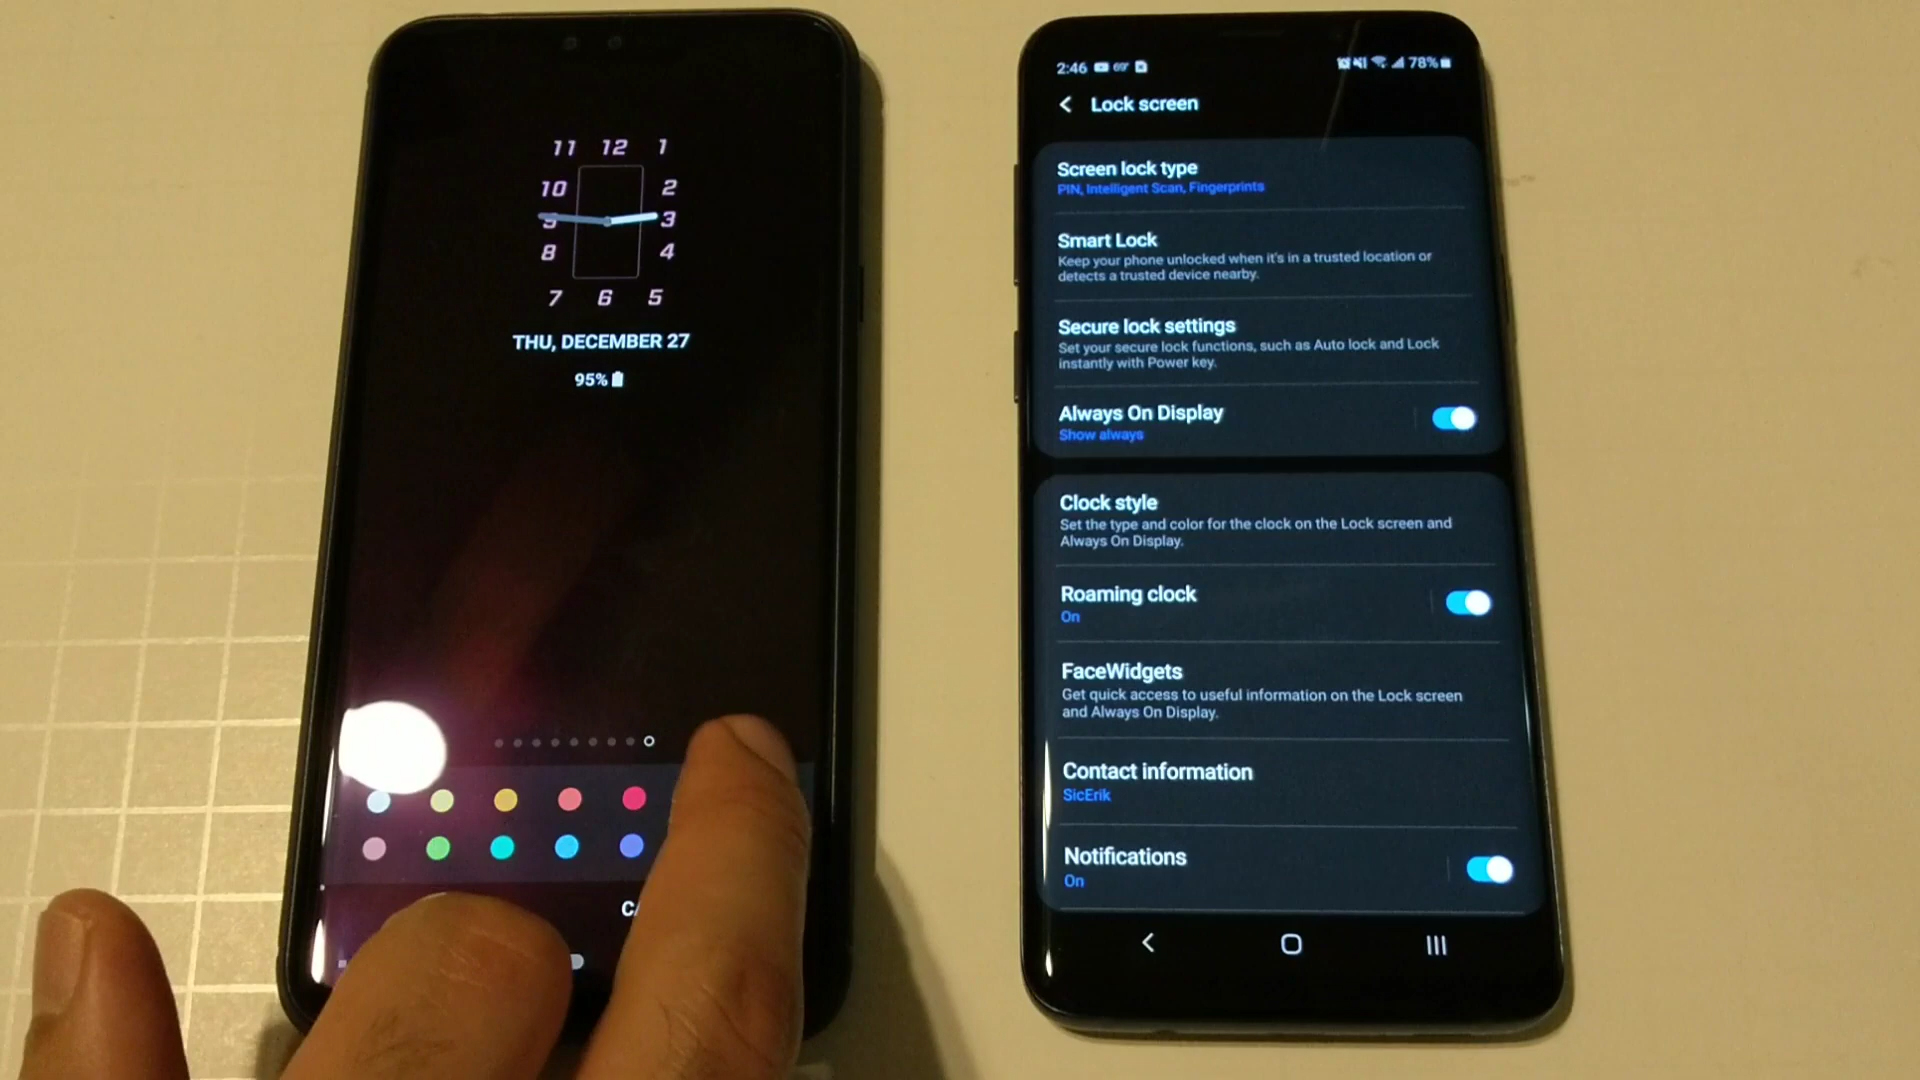 11 12 1
10 2
9 3
8 4
7 6 5
THU, DECEMBER 27
95%
2:46 69°
78%
Lock screen
Screen lock type
PIN, Intelligent Scan, Fingerprints
Smart Lock
Keep your phone unlocked when it's in a trusted location or
detects a trusted device nearby.
Secure lock settings
Set your secure lock functions, such as Auto lock and Lock
instantly with Power key.
Always On Display
Show always
Clock style
Set the type and color for the clock on the Lock screen and
Always On Display.
Roaming clock
On
FaceWidgets
Get quick access to useful information on the Lock screen
and Always On Display.
Contact information
SicErik
Notifications
On